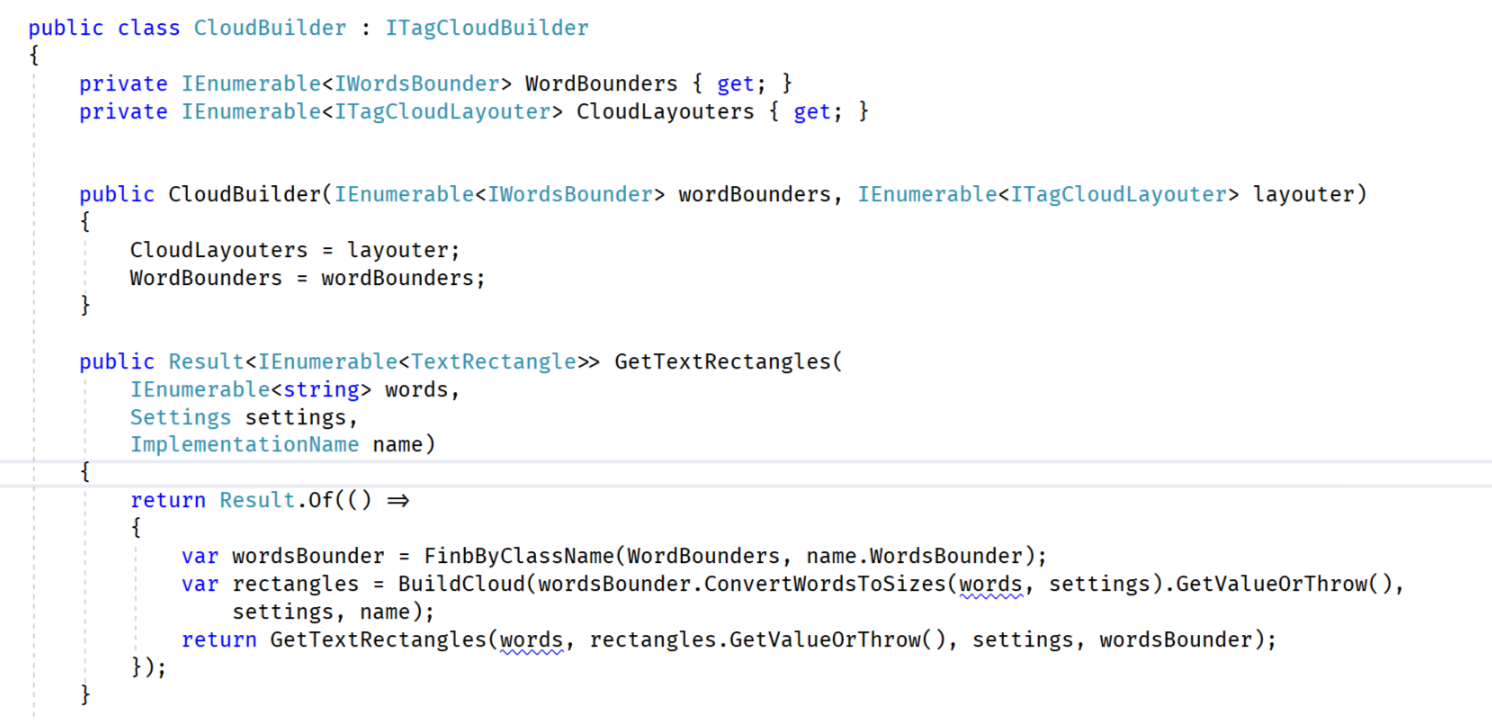 public class CloudBuilder : ITagCloudBuilder
{
    private IEnumerable<IWordsBounder> WordBounders { get; }
    private IEnumerable<ITagCloudLayouter> CloudLayouters { get; }
    public CloudBuilder(IEnumerable<IWordsBounder> wordBounders, IEnumerable<ITagCloudLayouter> layouter)
    {
        CloudLayouters = layouter;
        WordBounders = wordBounders;
    }
    public Result<IEnumerable<TextRectangle>> GetTextRectangles(
        IEnumerable<string> words,
        Settings settings,
        ImplementationName name)
    {
        return Result.Of(() =>
        {
            var wordsBounder = FinbByClassName(WordBounders, name.WordsBounder);
            var rectangles = BuildCloud(wordsBounder.ConvertWordsToSizes(words, settings).GetValueOrThrow(),
                settings, name);
            return GetTextRectangles(words, rectangles.GetValueOrThrow(), settings, wordsBounder);
        });
    }